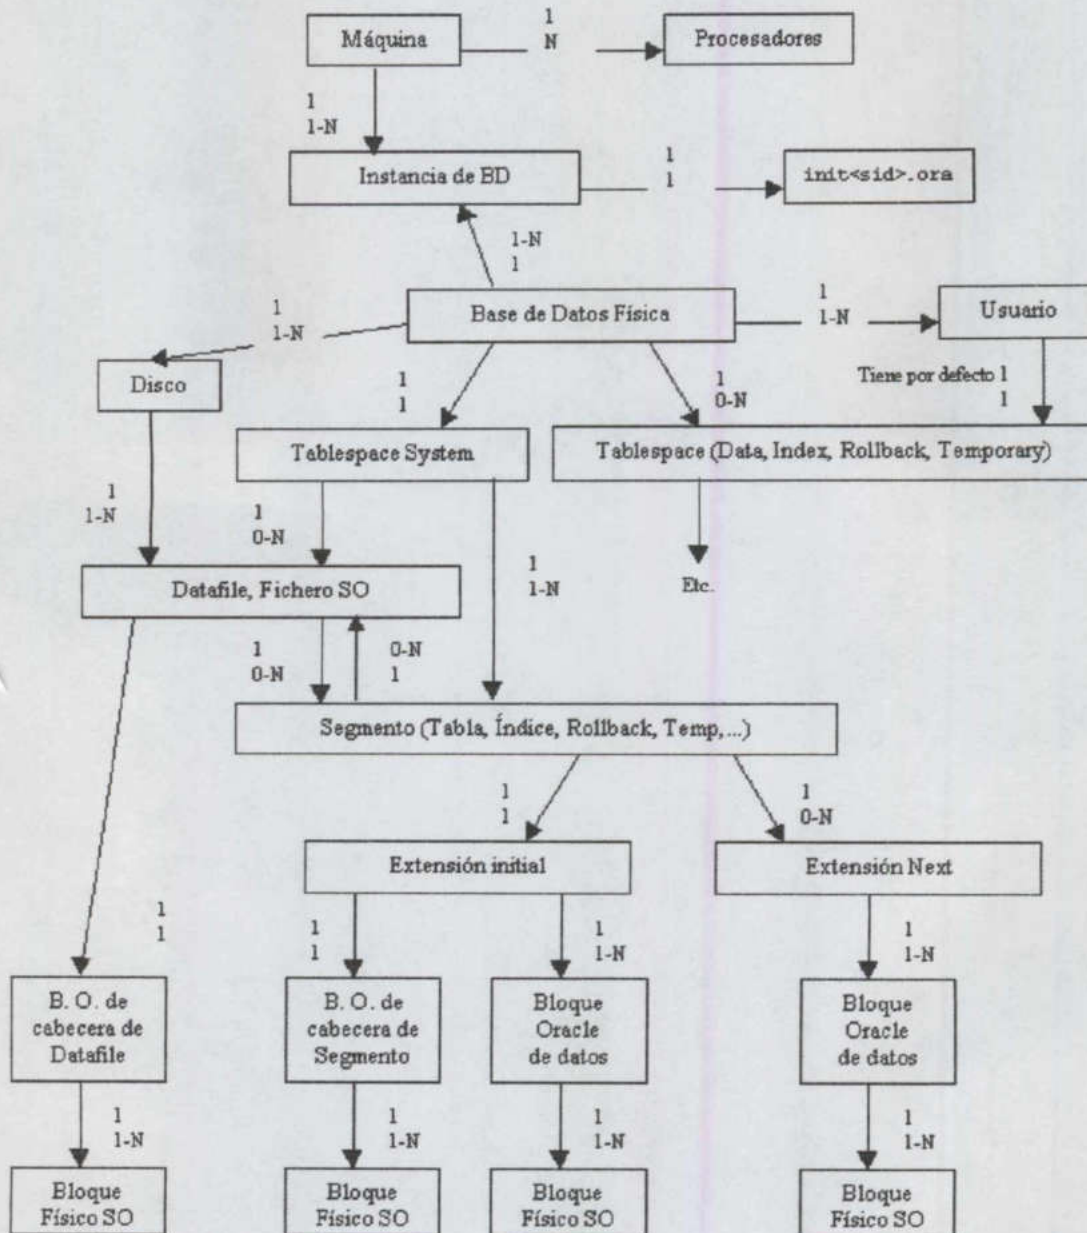 Máquina
1
N
Procesadores
1
1-N
Instancia de BD
1
1
init<sid>.ora
1-N
1
Base de Datos Física
1
1-N
Usuario
1
1-N
Disco
1
1
1
0-N
Tiene por defecto 1
1
Tablespace System
Tablespace (Data, Index, Rollback, Temporary)
1
1-N
1
0-N
1
1-N
Etc.
Datafile, Fichero SO
1
0-N
0-N
1
Segmento (Tabla, Índice, Rollback, Temp,...)
1
1
1
0-N
Extensión initial
Extensión Next
1
1
1
1
1
1-N
1
1-N
B. O. de
cabecera de
Datafile
B. O. de
cabecera de
Segmento
Bloque
Oracle
de datos
Bloque
Oracle
de datos
1
1-N
1
1-N
1
1-N
1
1-N
Bloque
Físico SO
Bloque
Físico SO
Bloque
Físico SO
Bloque
Físico SO